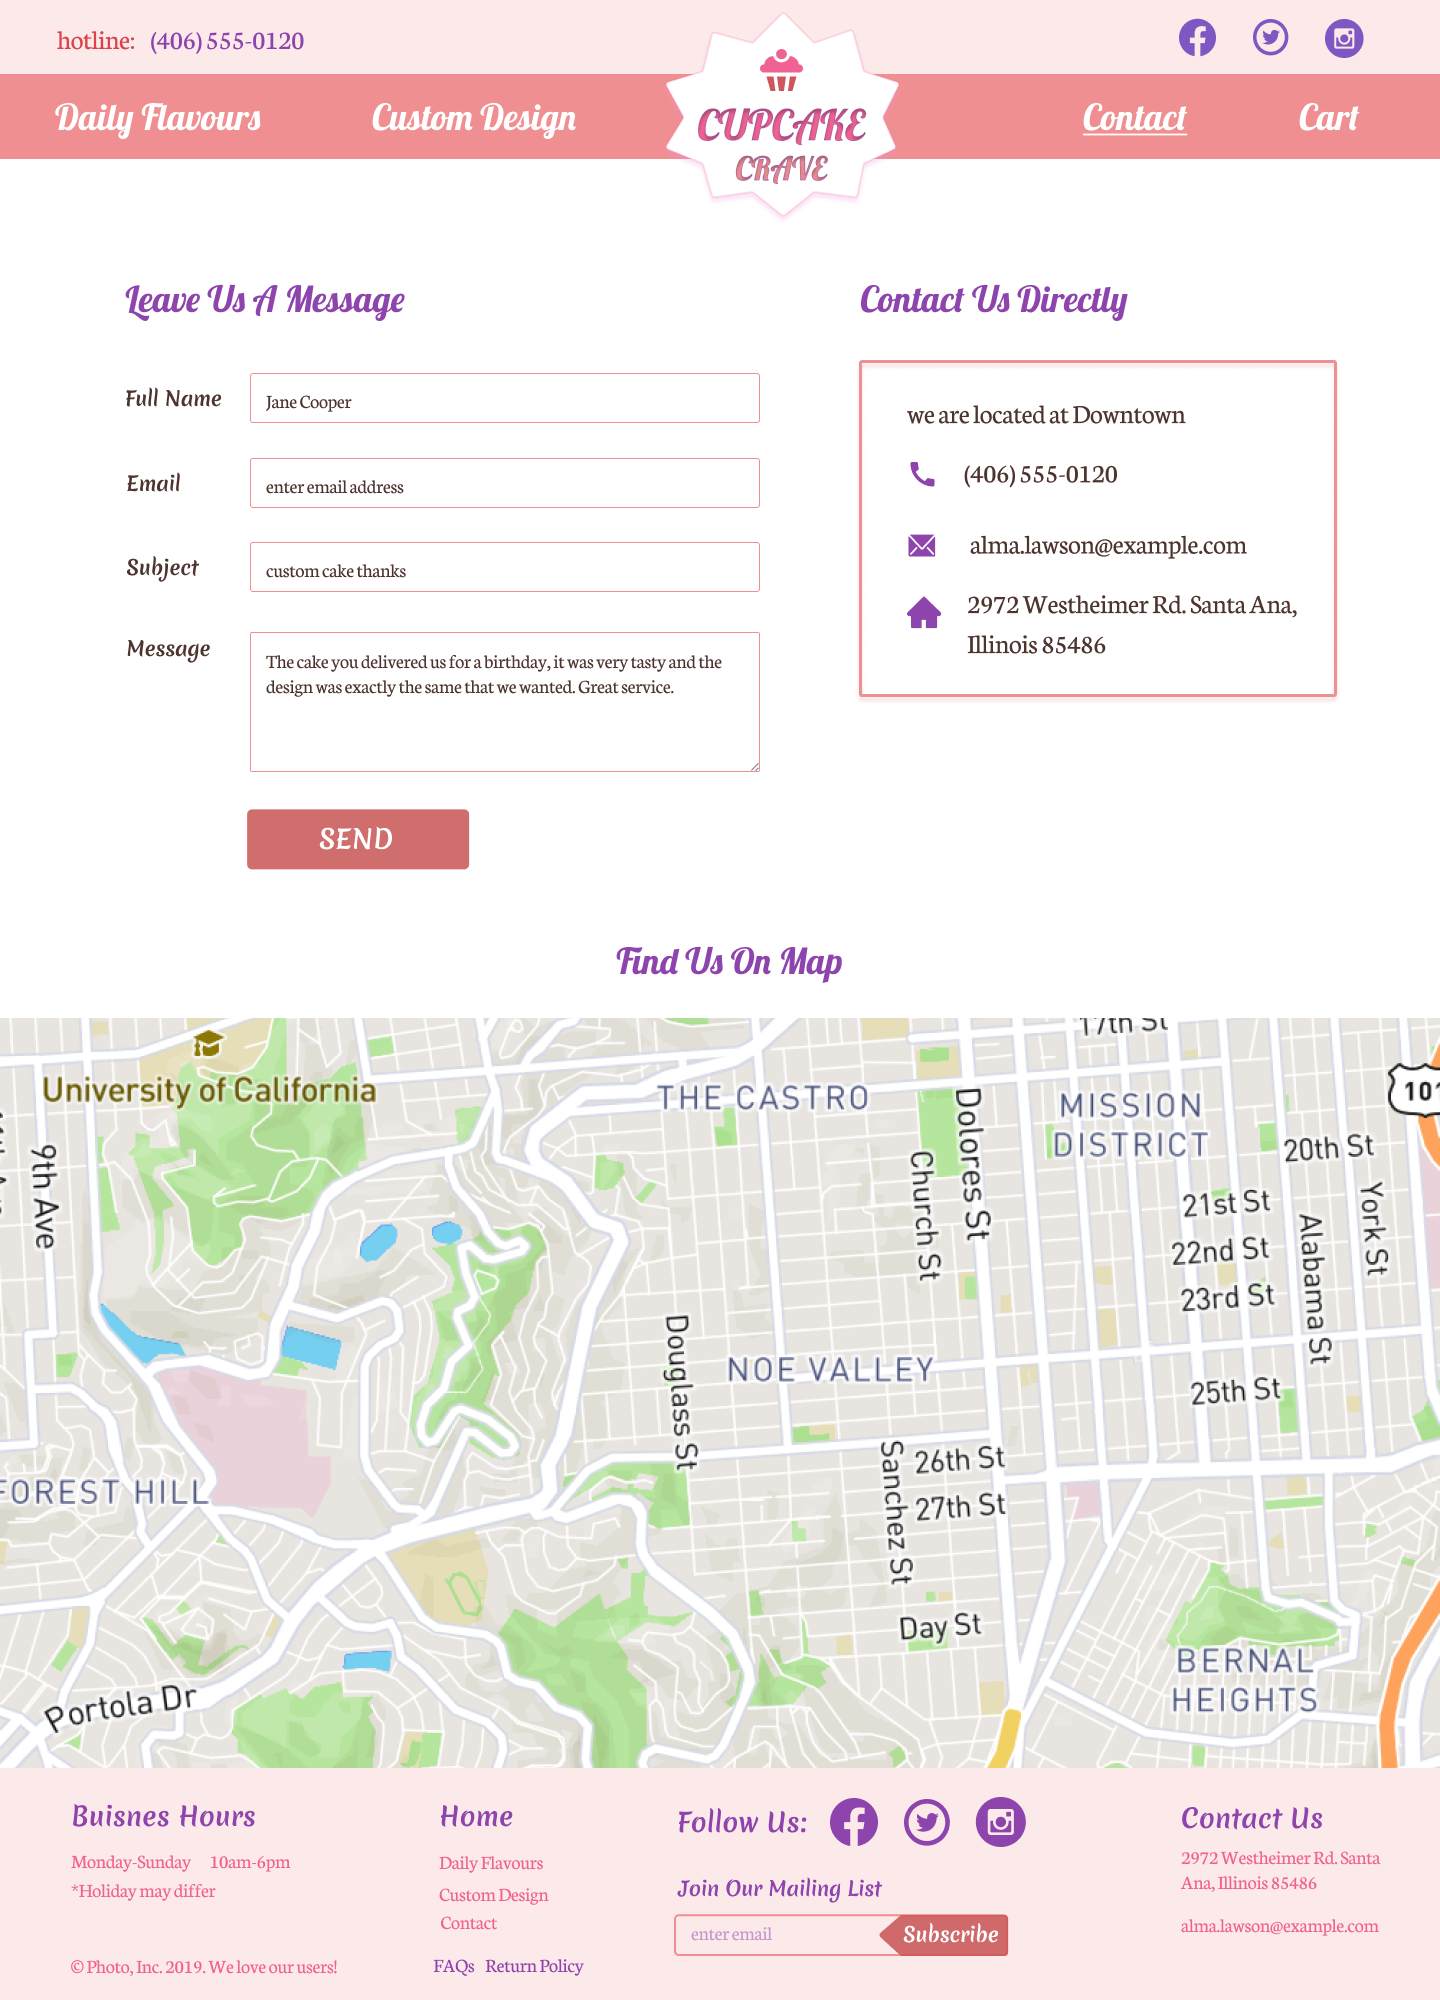 hotline: (406) 555-0120
Daily Flavours
Custom Design
CUPCAKE
CRAVE
Contact
Cart
Leave Us A Message
Full Name
Jane Cooper
Email
enter email address
Subject
custom cake thanks
Message
The cake you delivered us for a birthday, it was very tasty and the
design was exactly the same that we wanted. Great service.
SEND
Contact Us Directly
we are located at Downtown
(406) 555-0120
alma.lawson@example.com
2972 Westheimer Rd. Santa Ana,
Illinois 85486
Find Us On Map
17th St
University of California
THE CASTRO
101
MISSION
DISTRICT
Dolores St
Church St
9th Ave
20th St
York St
21st St
22nd St
23rd St
Alabama St
Douglass St
NOE VALLEY
25th St
Sanchez St
26th St
27th St
FOREST HILL
Day St
BERNAL
HEIGHTS
Portola Dr
Buisnes Hours
Monday-Sunday 10am-6pm
*Holiday may differ
© Photo, Inc. 2019. We love our users!
Home
Daily Flavours
Custom Design
Contact
FAQs Return Policy
Follow Us:
Join Our Mailing List
enter email
Subscribe
Contact Us
2972 Westheimer Rd. Santa
Ana, Illinois 85486
alma.lawson@example.com